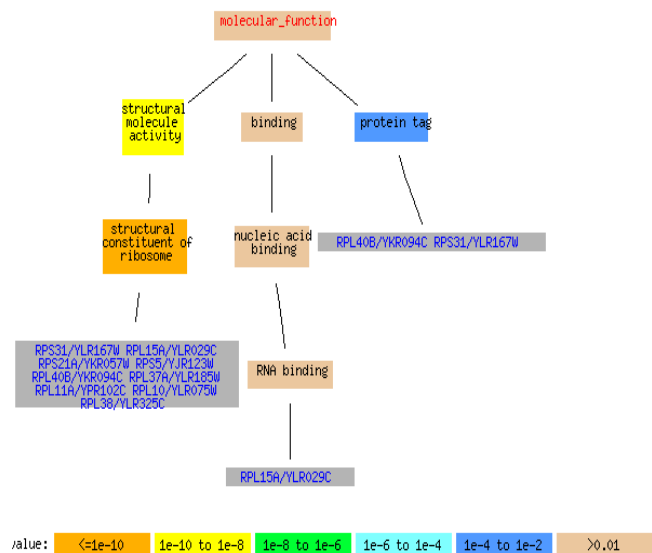 molecular_function
structural
molecule
activity
binding
protein tag
structural
constituent of
ribosome
nucleic acid
binding
RPL40B/YKR094C RPS31/YLR167W
RPS31/YLR167W RPL15A/YLR029C
RPS21A/YKR057W RPS5/YJR123W
RPL40B/YKR094C RPL37A/YLR185W
RPL11A/YPR102C RPL10/YLR075W
RPL38/YLR325C
RNA binding
RPL15A/YLR029C
value: <=1e-10 1e-10 to 1e-8 1e-8 to 1e-6 1e-6 to 1e-4 1e-4 to 1e-2 >0.01